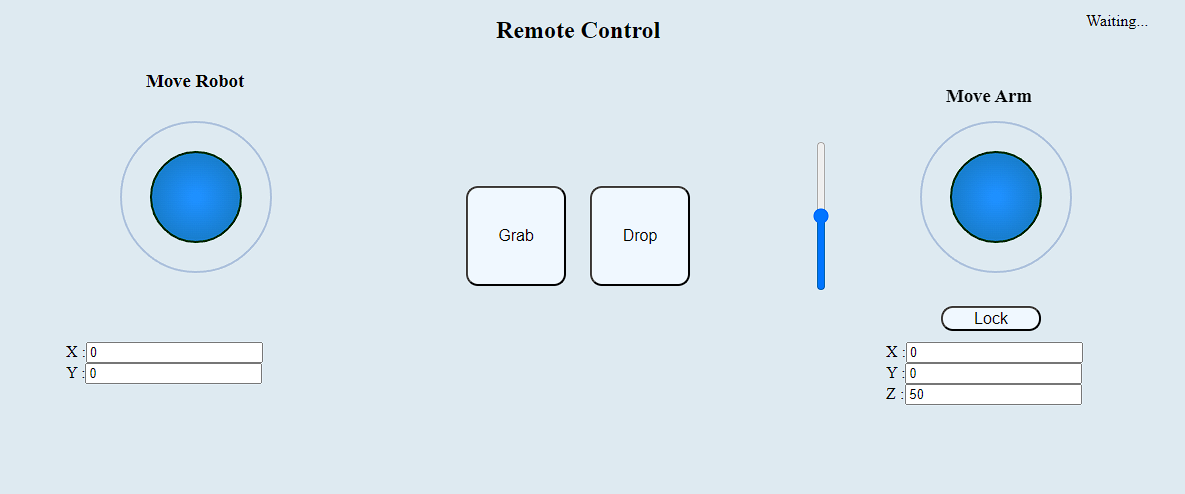 Remote Control
Waiting...
Move Robot
Move Arm
Grab
Drop
Lock
X : 0
Y : 0
X : 0
Y : 0
Z : 50